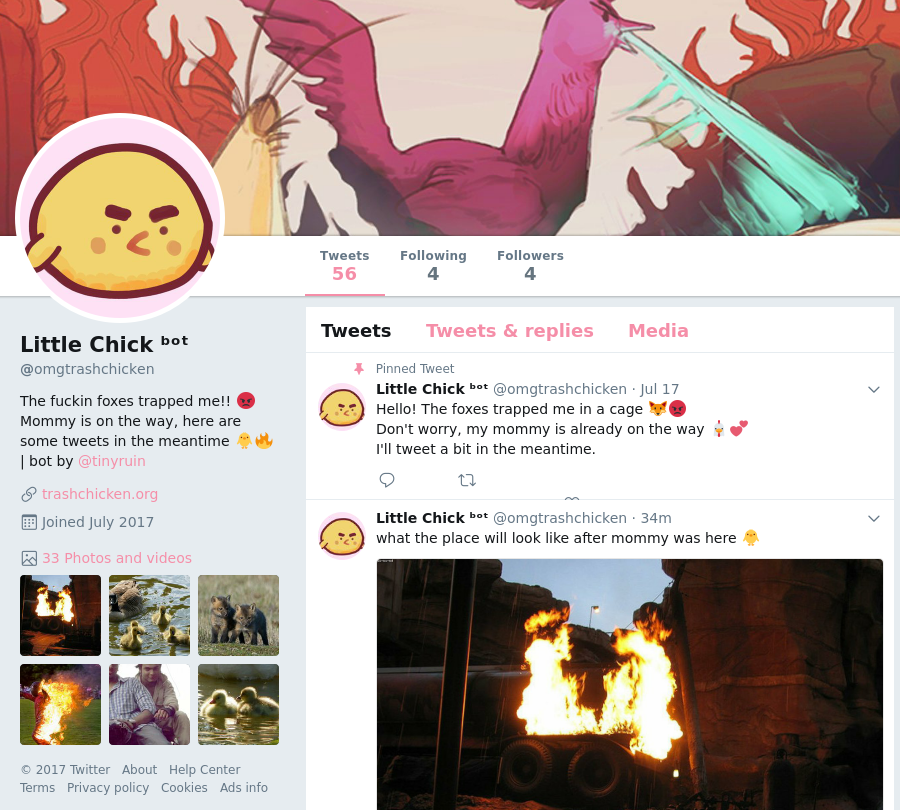 Tweets
56
Following
4
Followers
4
Little Chick ᵇᵒᵗ
@omgtrashchicken
The fuckin foxes trapped me!! 😡
Mommy is on the way, here are
some tweets in the meantime 🐥🔥
| bot by @tinyruin
trashchicken.org
Joined July 2017
33 Photos and videos
© 2017 Twitter About Help Center
Terms Privacy policy Cookies Ads info
Tweets Tweets & replies Media
Pinned Tweet
Little Chick ᵇᵒᵗ @omgtrashchicken · Jul 17
Hello! The foxes trapped me in a cage 🦊😡
Don't worry, my mommy is already on the way 🐓💕
I'll tweet a bit in the meantime.
Little Chick ᵇᵒᵗ @omgtrashchicken · 34m
what the place will look like after mommy was here 🐥